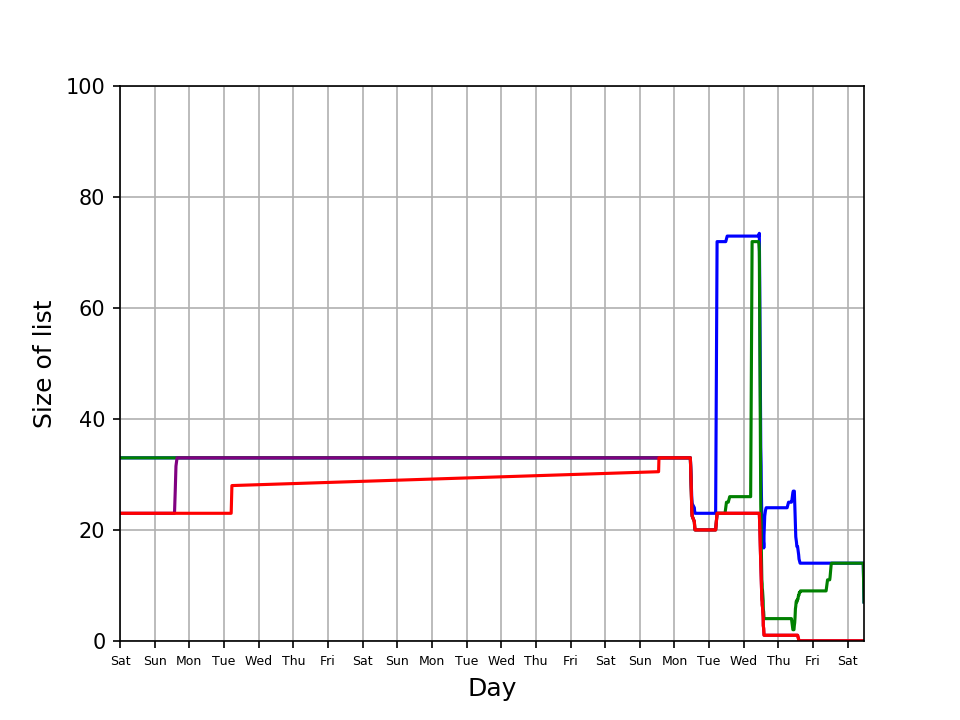 100
80
60
40
20
0
Size of list
Sat Sun Mon Tue Wed Thu Fri Sat Sun Mon Tue Wed Thu Fri Sat Sun Mon Tue Wed Thu Fri Sat
Day